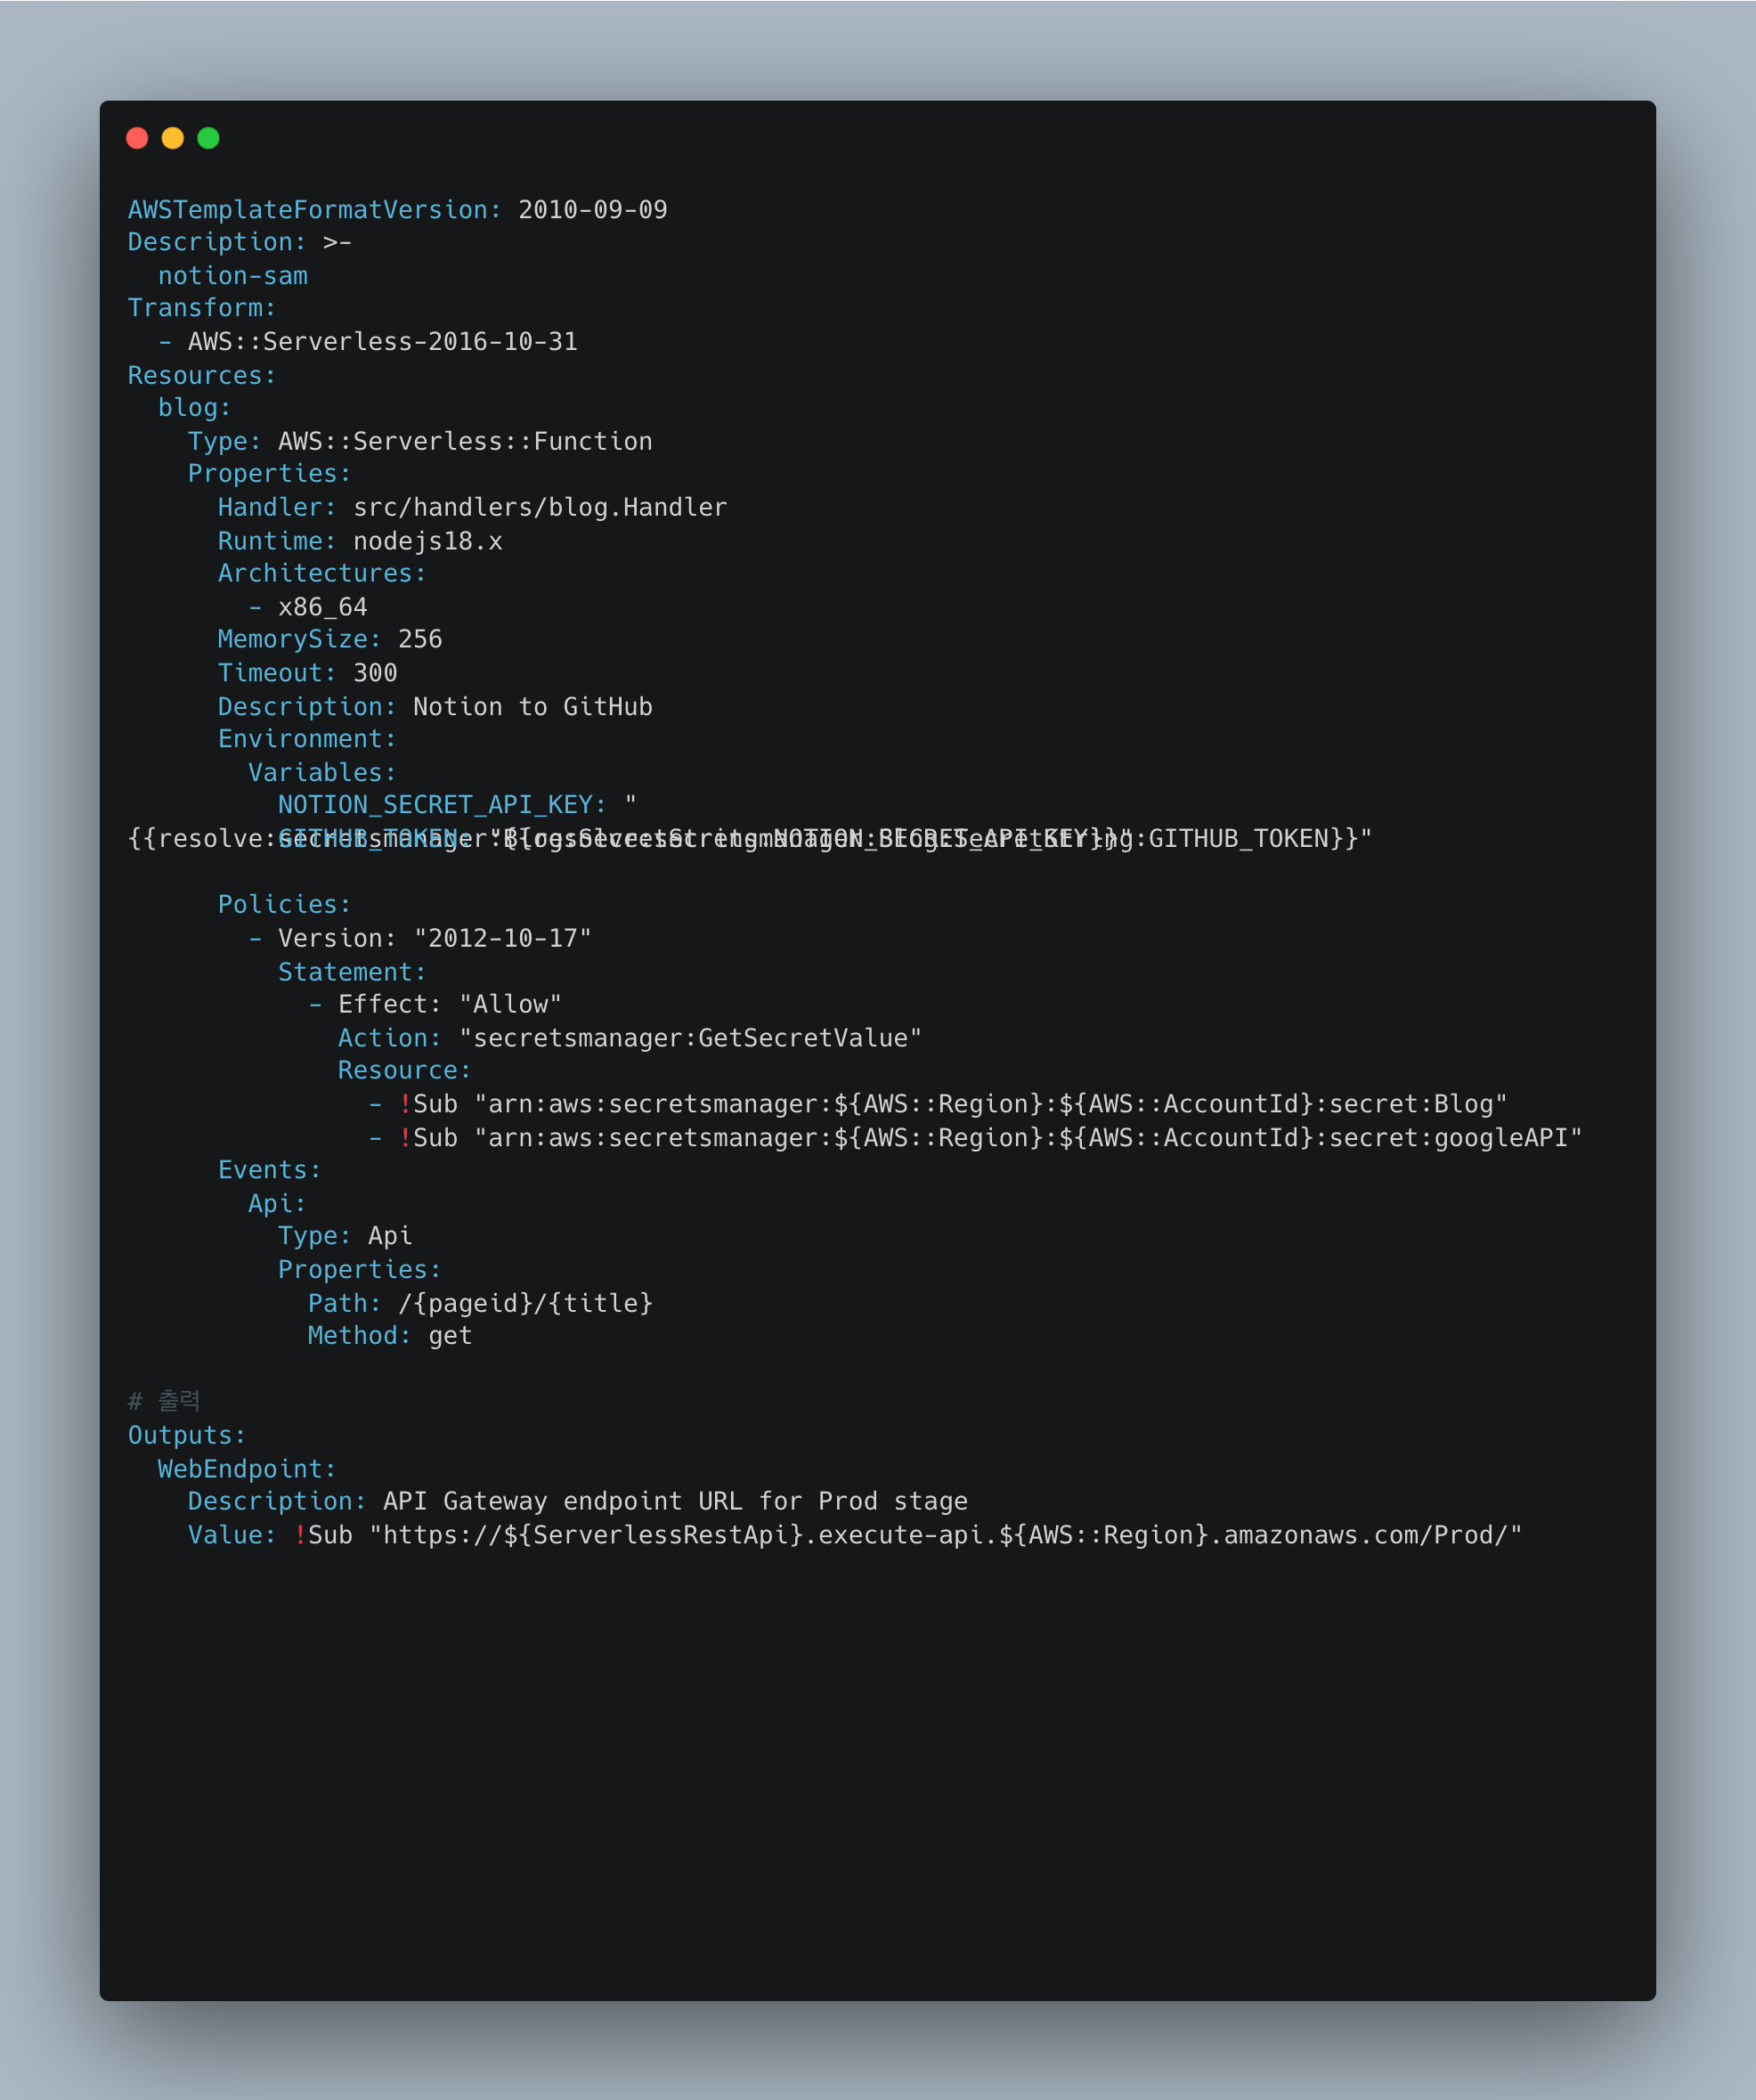 AWSTemplateFormatVersion: 2010-09-09
Description: >-
  notion-sam
Transform:
  - AWS::Serverless-2016-10-31
Resources:
  blog:
    Type: AWS::Serverless::Function
    Properties:
      Handler: src/handlers/blog.Handler
      Runtime: nodejs18.x
      Architectures:
        - x86_64
      MemorySize: 256
      Timeout: 300
      Description: Notion to GitHub
      Environment:
        Variables:
          NOTION_SECRET_API_KEY: "
{{resolve:secretsmanager:Blog:SecretString:NOTION_SECRET_API_KEY}}"
          GITHUB_TOKEN: "{{resolve:secretsmanager:Blog:SecretString:GITHUB_TOKEN}}"
      Policies:
        - Version: "2012-10-17"
          Statement:
            - Effect: "Allow"
              Action: "secretsmanager:GetSecretValue"
              Resource:
                - !Sub "arn:aws:secretsmanager:${AWS::Region}:${AWS::AccountId}:secret:Blog"
                - !Sub "arn:aws:secretsmanager:${AWS::Region}:${AWS::AccountId}:secret:googleAPI"
      Events:
        Api:
          Type: Api
          Properties:
            Path: /{pageid}/{title}
            Method: get
# 출력
Outputs:
  WebEndpoint:
    Description: API Gateway endpoint URL for Prod stage
    Value: !Sub "https://${ServerlessRestApi}.execute-api.${AWS::Region}.amazonaws.com/Prod/"